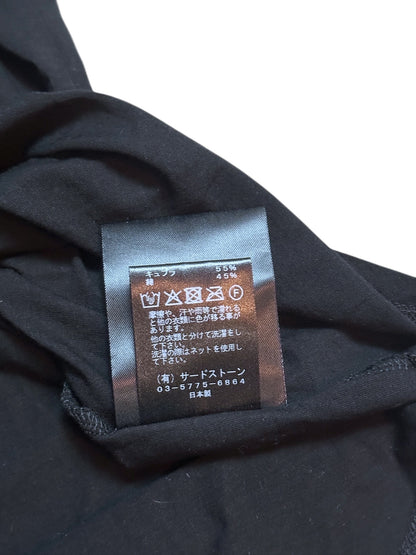 キュプラ 55%
綿 45%
F
摩擦や、汗や雨等で濡れると
他の衣類に色が移る事が
あります。
他の衣類と分けて洗濯をして
下さい。
洗濯の際はネットを使用して
下さい。
(有) サードストーン
03-5775-6864
日本製